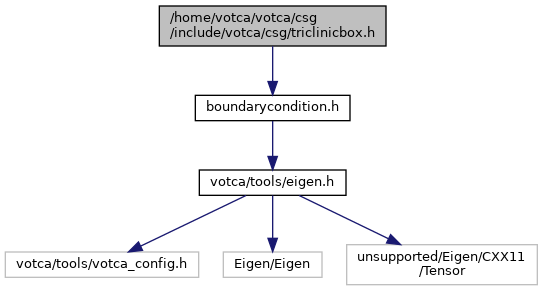 /home/votca/votca/csg
/include/votca/csg/triclinicbox.h
boundarycondition.h
votca/tools/eigen.h
votca/tools/votca_config.h
Eigen/Eigen
unsupported/Eigen/CXX11
/Tensor